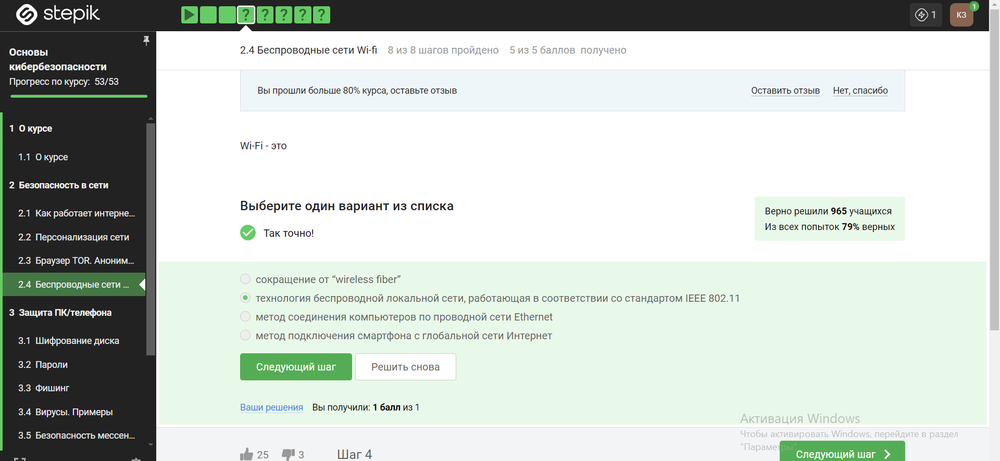 stepik
?
?
?
?
?
1
КЗ
1
Основы
кибербезопасности
Прогресс по курсу: 53/53
1 О курсе
1.1 О курсе
2 Безопасность в сети
2.1 Как работает интерне...
2.2 Персонализация сети
2.3 Браузер TOR. Аноним...
2.4 Беспроводные сети ...
3 Защита ПК/телефона
3.1 Шифрование диска
3.2 Пароли
3.3 Фишинг
3.4 Вирусы. Примеры
3.5 Безопасность мессен...
2.4 Беспроводные сети Wi-fi 8 из 8 шагов пройдено 5 из 5 баллов получено
Вы прошли больше 80% курса, оставьте отзыв Оставить отзыв Нет, спасибо
Wi-Fi - это
Выберите один вариант из списка
Так точно!
Верно решили 965 учащихся
Из всех попыток 79% верных
сокращение от “wireless fiber”
технология беспроводной локальной сети, работающая в соответствии со стандартом IEEE 802.11
метод соединения компьютеров по проводной сети Ethernet
метод подключения смартфона с глобальной сети Интернет
Следующий шаг Решить снова
Ваши решения Вы получили: 1 балл из 1
25 3 Шаг 4
Следующий шаг
Активация Windows
Чтобы активировать Windows, перейдите в раздел
"Параметры".